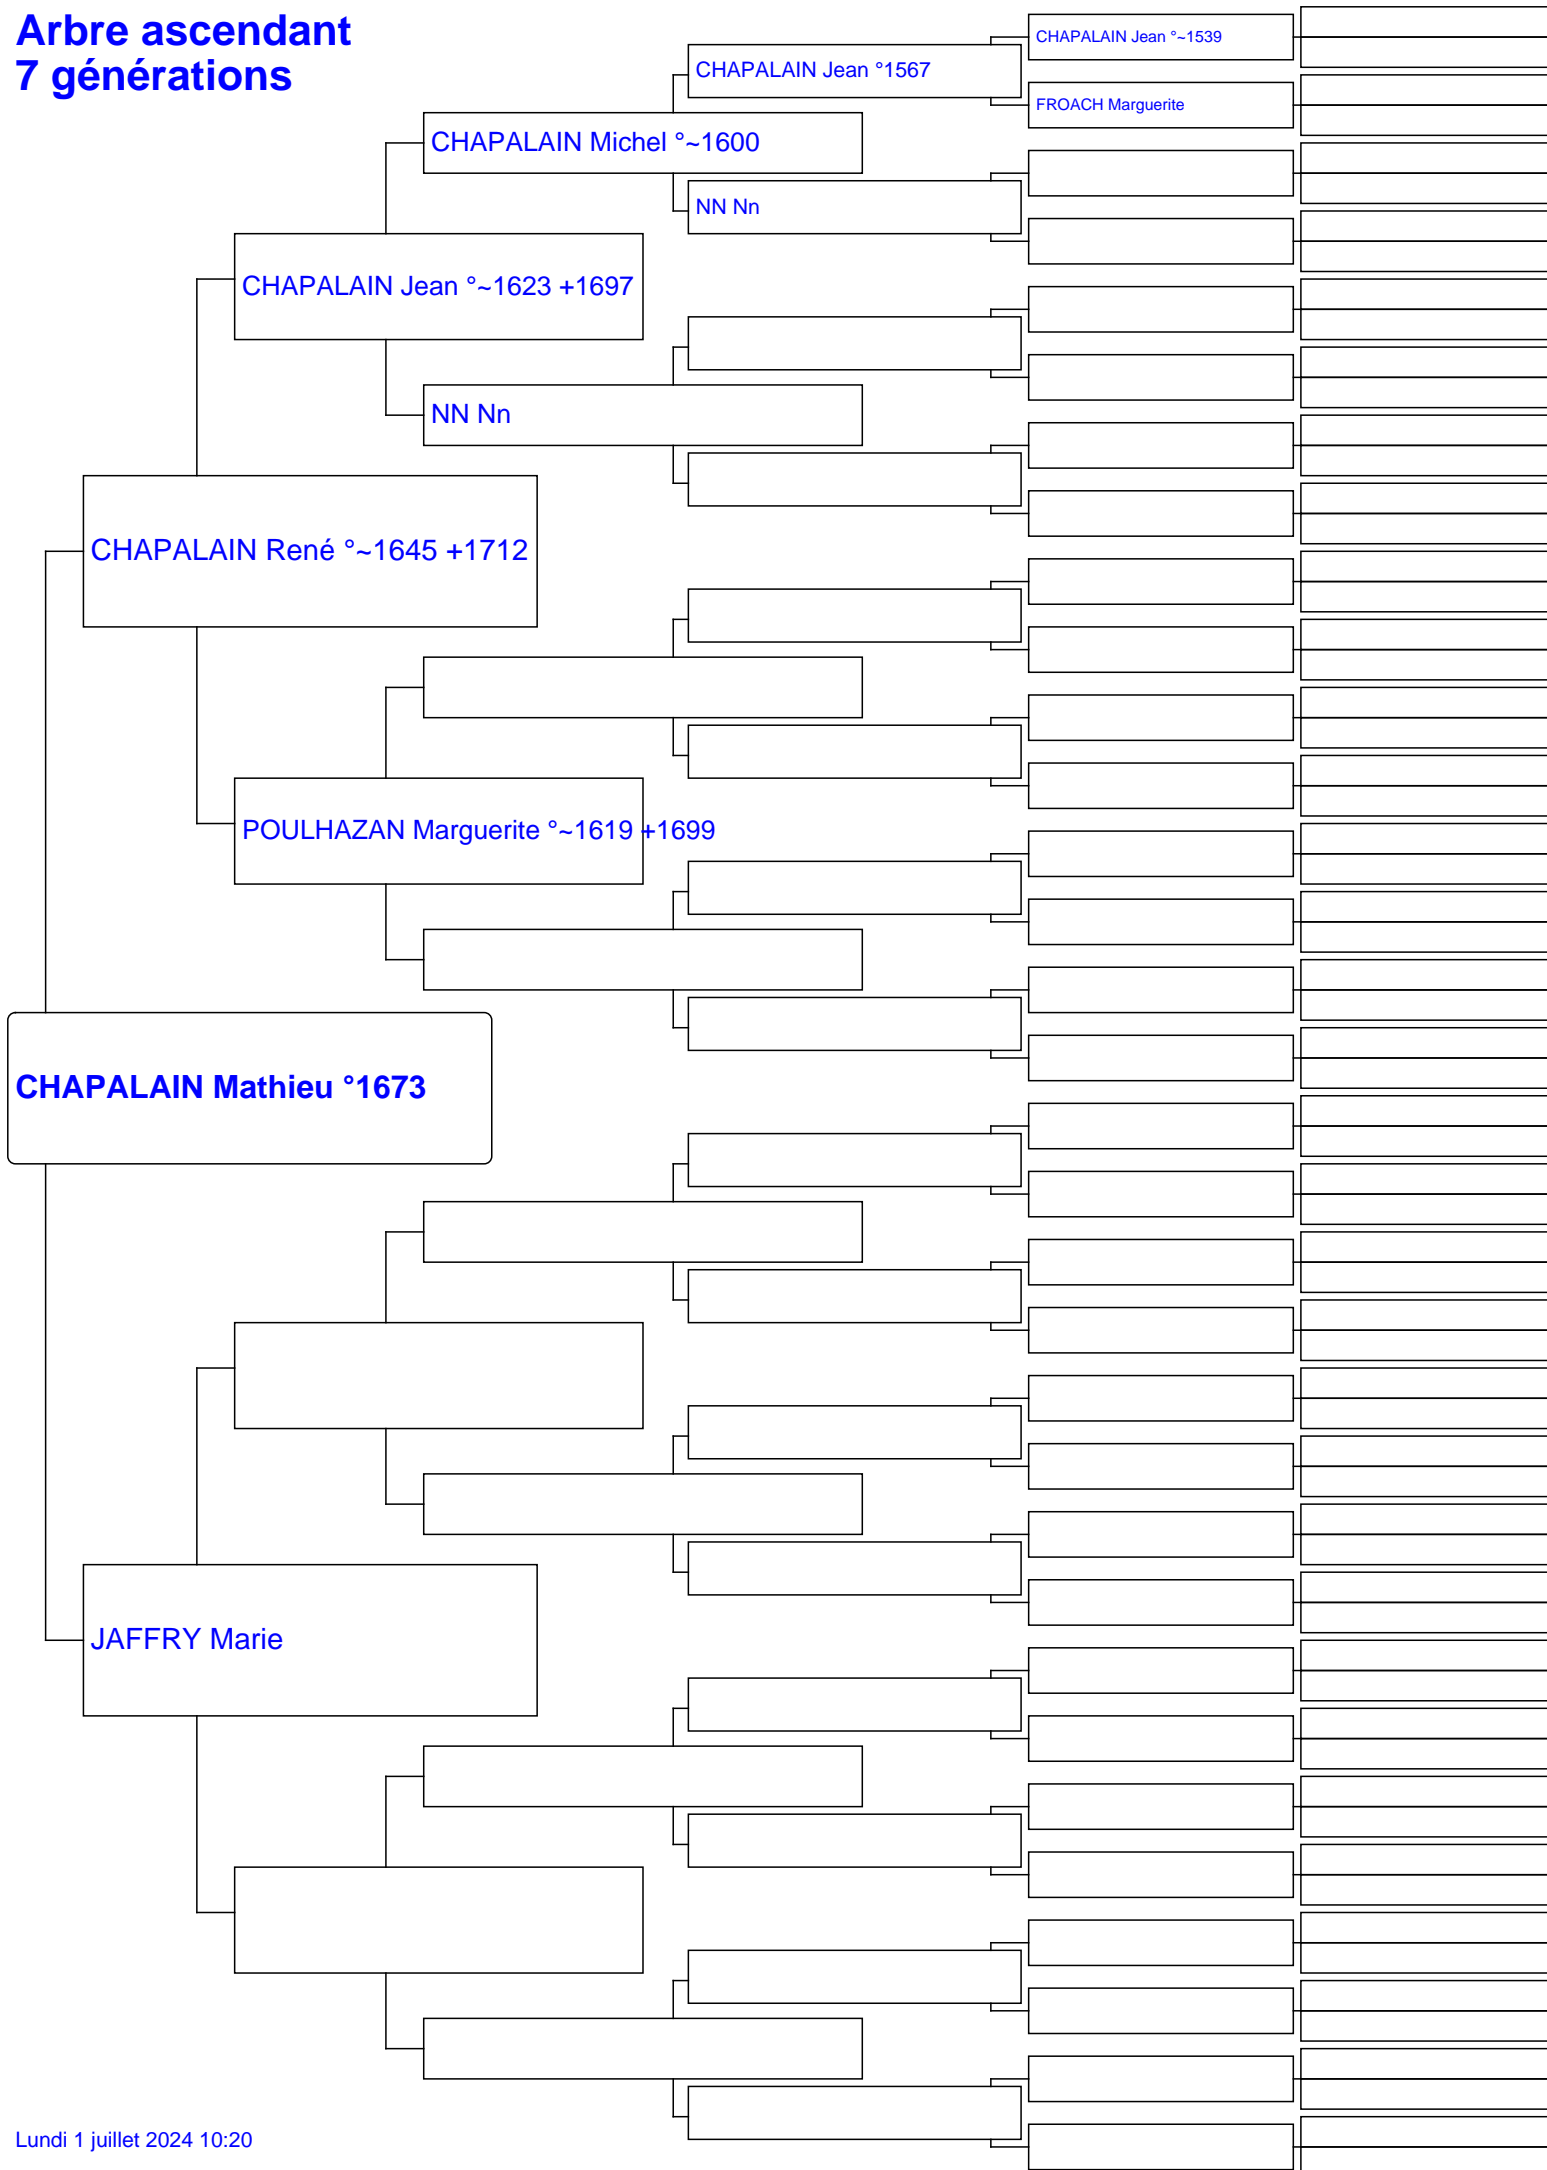 Arbre ascendant
7 générations
CHAPALAIN Jean °~1539
CHAPALAIN Jean °1567
FROACH Marguerite
CHAPALAIN Michel °~1600
NN Nn
CHAPALAIN Jean °~1623 +1697
NN Nn
CHAPALAIN René °~1645 +1712
POULHAZAN Marguerite °~1619 +1699
CHAPALAIN Mathieu °1673
JAFFRY Marie
Lundi 1 juillet 2024 10:20